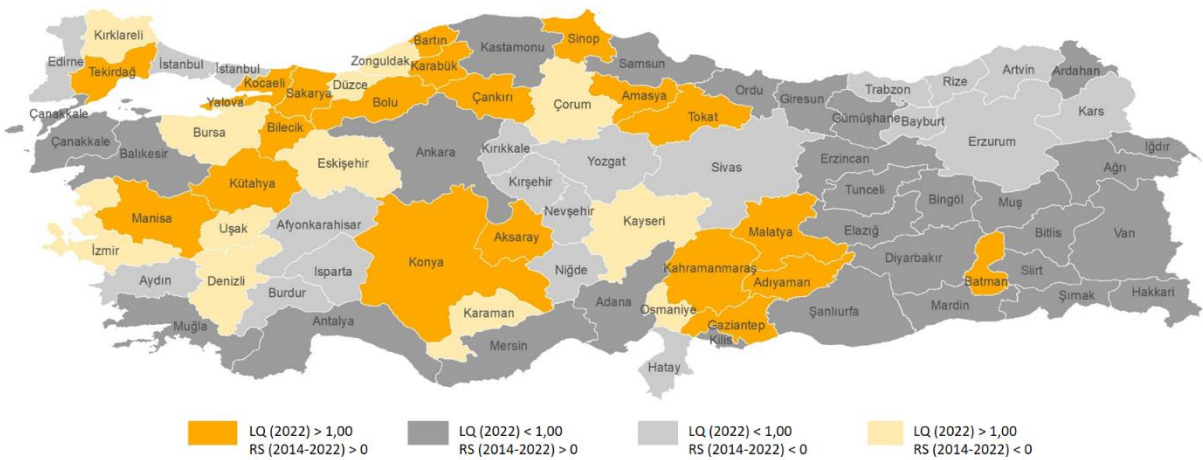 Kırklareli
Edirne
Tekirdağ
İstanbul
İstanbul
Kocaeli
Yalova
Sakarya
Düzce
Zonguldak
Bartın
Karabük
Kastamonu
Sinop
Samsun
Bolu
Çankırı
Çorum
Amasya
Tokat
Ordu
Giresun
Trabzon
Rize
Artvin
Ardahan
Gümüşhane
Bayburt
Kars
Erzurum
Iğdır
Ağrı
Çanakkale
Çanakkale
Balıkesir
Bursa
Bilecik
Eskişehir
Ankara
Kırıkkale
Yozgat
Sivas
Erzincan
Tunceli
Bingöl
Muş
Kütahya
Kırşehir
Manisa
Uşak
Afyonkarahisar
Nevşehir
Kayseri
Malatya
Elazığ
Bitlis
Van
İzmir
Konya
Aksaray
Diyarbakır
Siirt
Batman
Aydın
Denizli
Isparta
Burdur
Niğde
Kahramanmaraş
Adıyaman
Şırnak
Hakkari
Mardin
Muğla
Antalya
Karaman
Mersin
Adana
Osmaniye
Gaziantep
Kilis
Şanlıurfa
Hatay
LQ (2022) > 1,00
RS (2014-2022) > 0
LQ (2022) < 1,00
RS (2014-2022) > 0
LQ (2022) < 1,00
RS (2014-2022) < 0
LQ (2022) > 1,00
RS (2014-2022) < 0